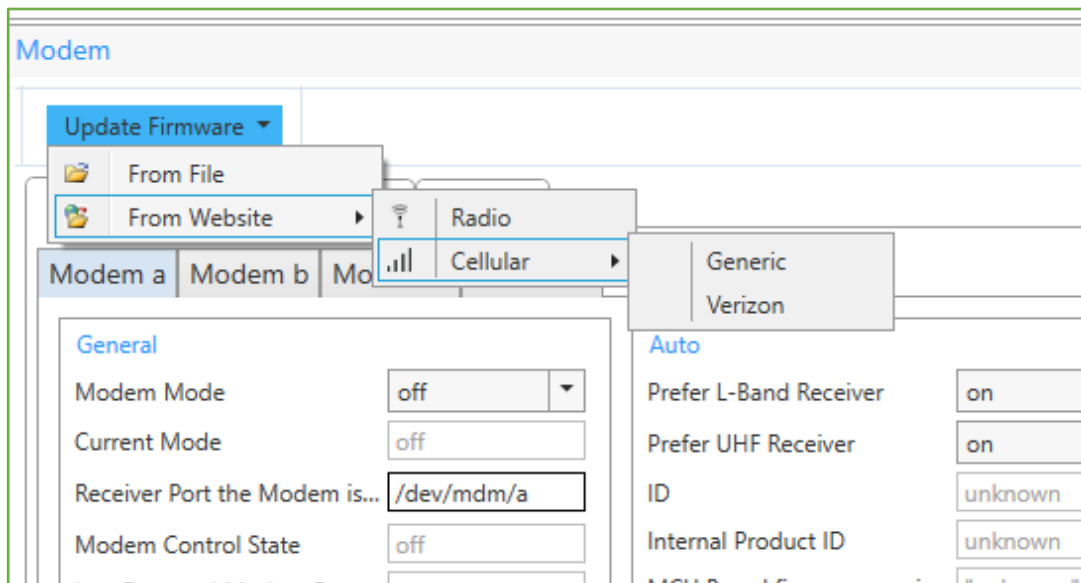 Modem
Update Firmware
From File
From Website
Radio
Cellular
Generic
Verizon
Modem a
Modem b
Mo
General
Modem Mode
off
Current Mode
off
Receiver Port the Modem is...
/dev/mdm/a
Modem Control State
off
Auto
Prefer L-Band Receiver
on
Prefer UHF Receiver
on
ID
unknown
Internal Product ID
unknown